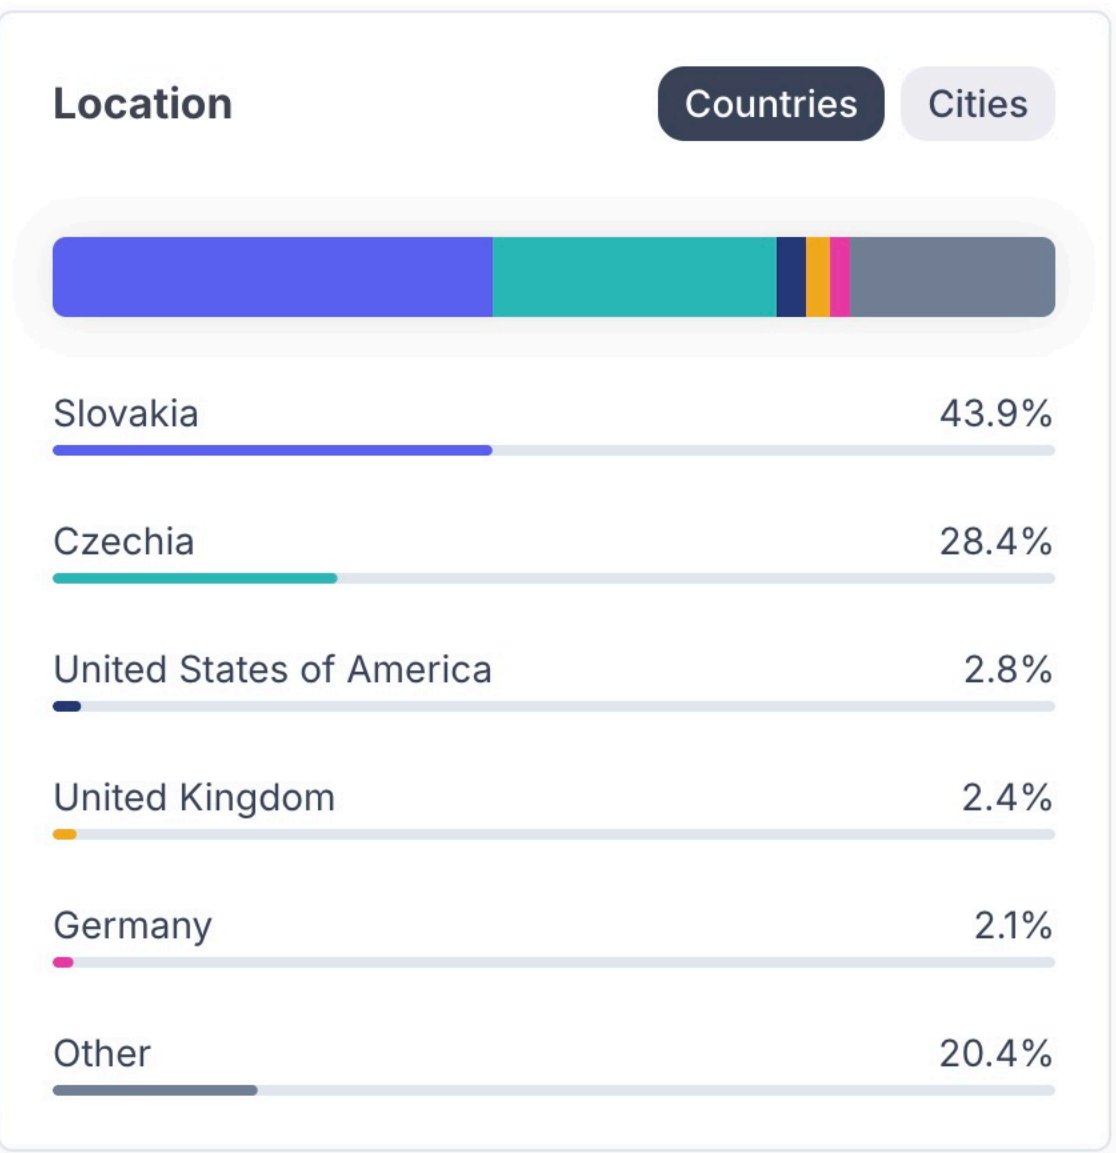 Location Countries Cities
Slovakia 43.9%
Czechia 28.4%
United States of America 2.8%
United Kingdom 2.4%
Germany 2.1%
Other 20.4%